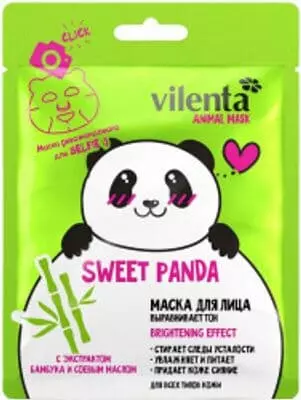 CLICK
Маска рекомендована
для SELFIE :)
vilenta
ANIMAL MASK
SWEET PANDA
МАСКА ДЛЯ ЛИЦА
ВЫРАВНИВАЕТ ТОН
BRIGHTENING EFFECT
• СТИРАЕТ СЛЕДЫ УСТАЛОСТИ
• УВЛАЖНЯЕТ И ПИТАЕТ
• ПРИДАЕТ КОЖЕ СИЯНИЕ
С ЭКСТРАКТОМ
БАМБУКА И СОЕВЫМ МАСЛОМ
ДЛЯ ВСЕХ ТИПОВ КОЖИ